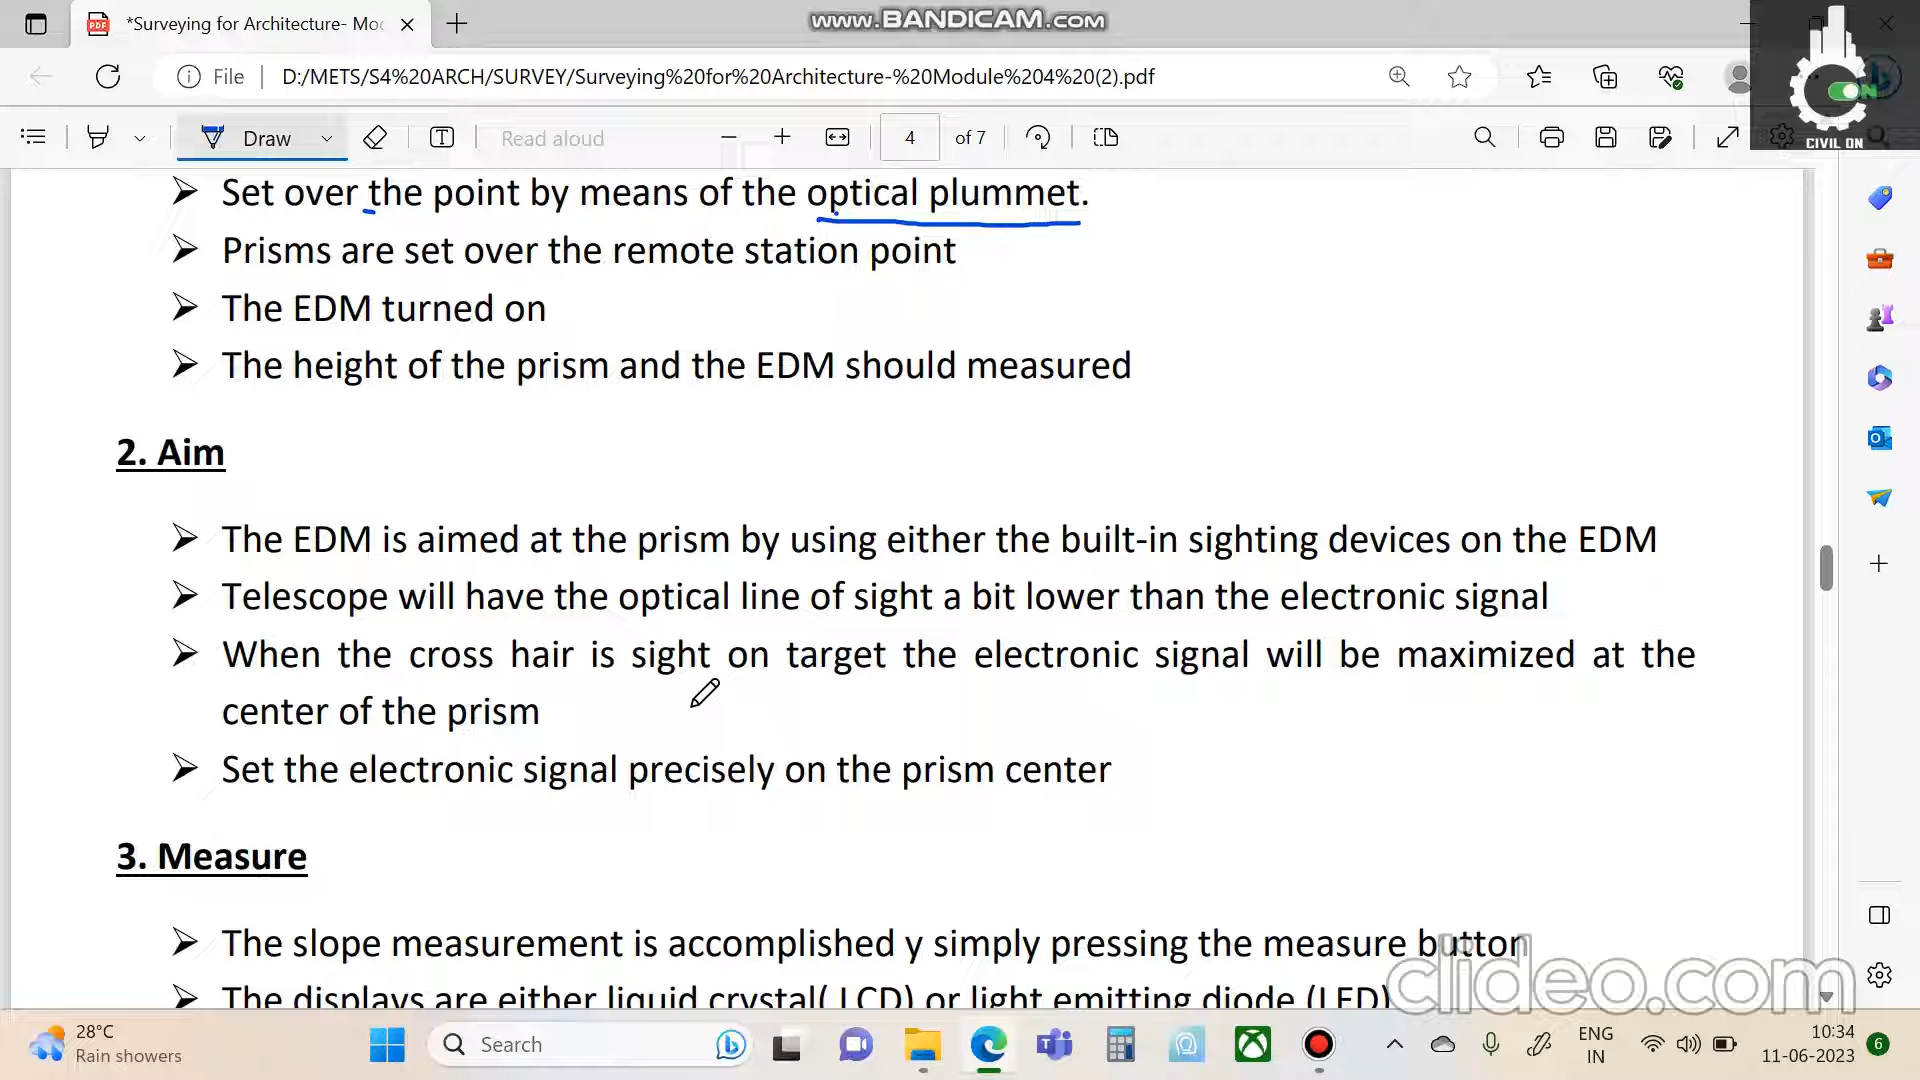 WWW.BANDICAM.COM
*Surveying for Architecture- Moc
File
D:/METS/S4%20ARCH/SURVEY/Surveying%20for%20Architecture-%20Module%204%20(2).pdf
Draw
Read aloud
4
of 7
CIVIL ON
Set over the point by means of the optical plummet.
Prisms are set over the remote station point
The EDM turned on
The height of the prism and the EDM should measured
2. Aim
The EDM is aimed at the prism by using either the built-in sighting devices on the EDM
Telescope will have the optical line of sight a bit lower than the electronic signal
When the cross hair is sight on target the electronic signal will be maximized at the
center of the prism
Set the electronic signal precisely on the prism center
3. Measure
The slope measurement is accomplished y simply pressing the measure button
The displays are either liquid crystal( LCD) or light emitting diode (LED)
clideo.com
28°C
Rain showers
Search
ENG
IN
10:34
11-06-2023
6